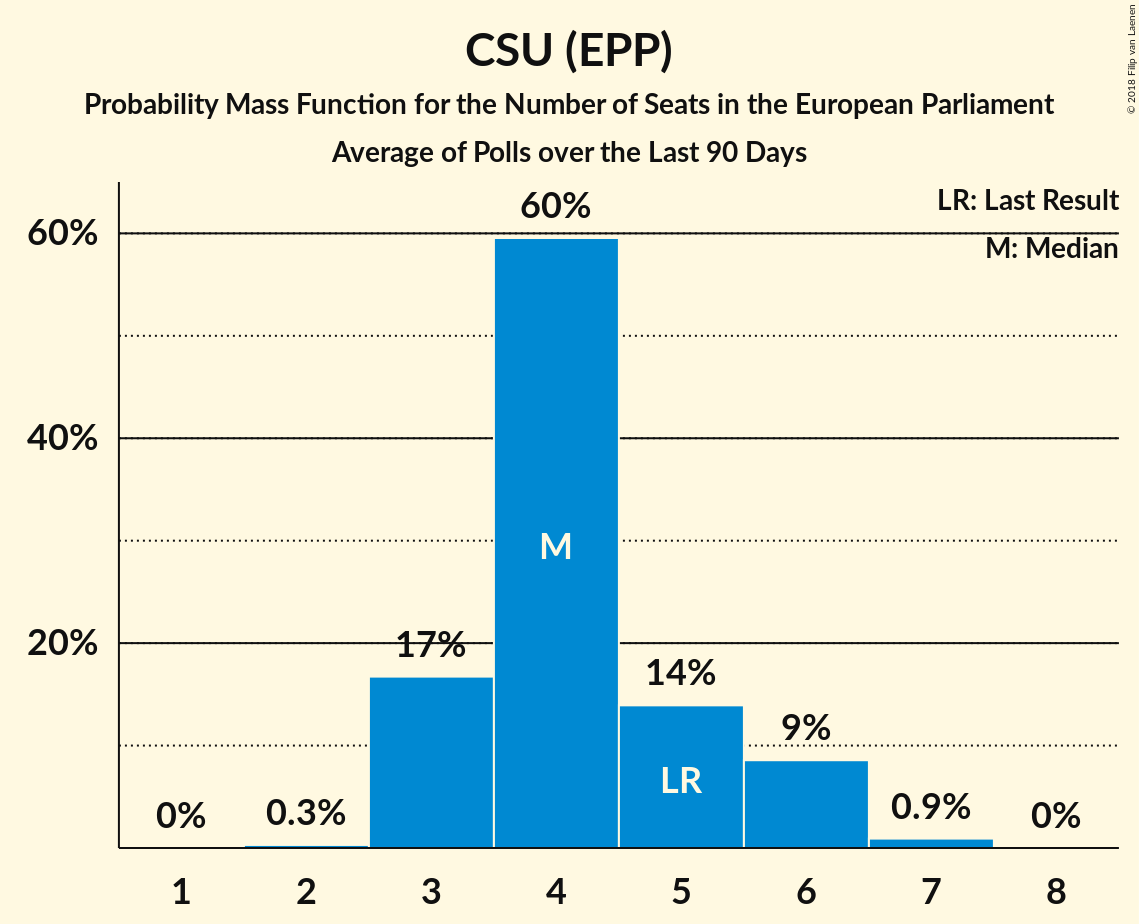 CSU (EPP)
Probability Mass Function for the Number of Seats in the European Parliament
Average of Polls over the Last 90 Days
© 2018 Filip van Laenen
LR: Last Result
M: Median
60%
40%
20%
0%
0.3%
17%
60%
M
14%
LR
9%
0.9%
0%
1 2 3 4 5 6 7 8